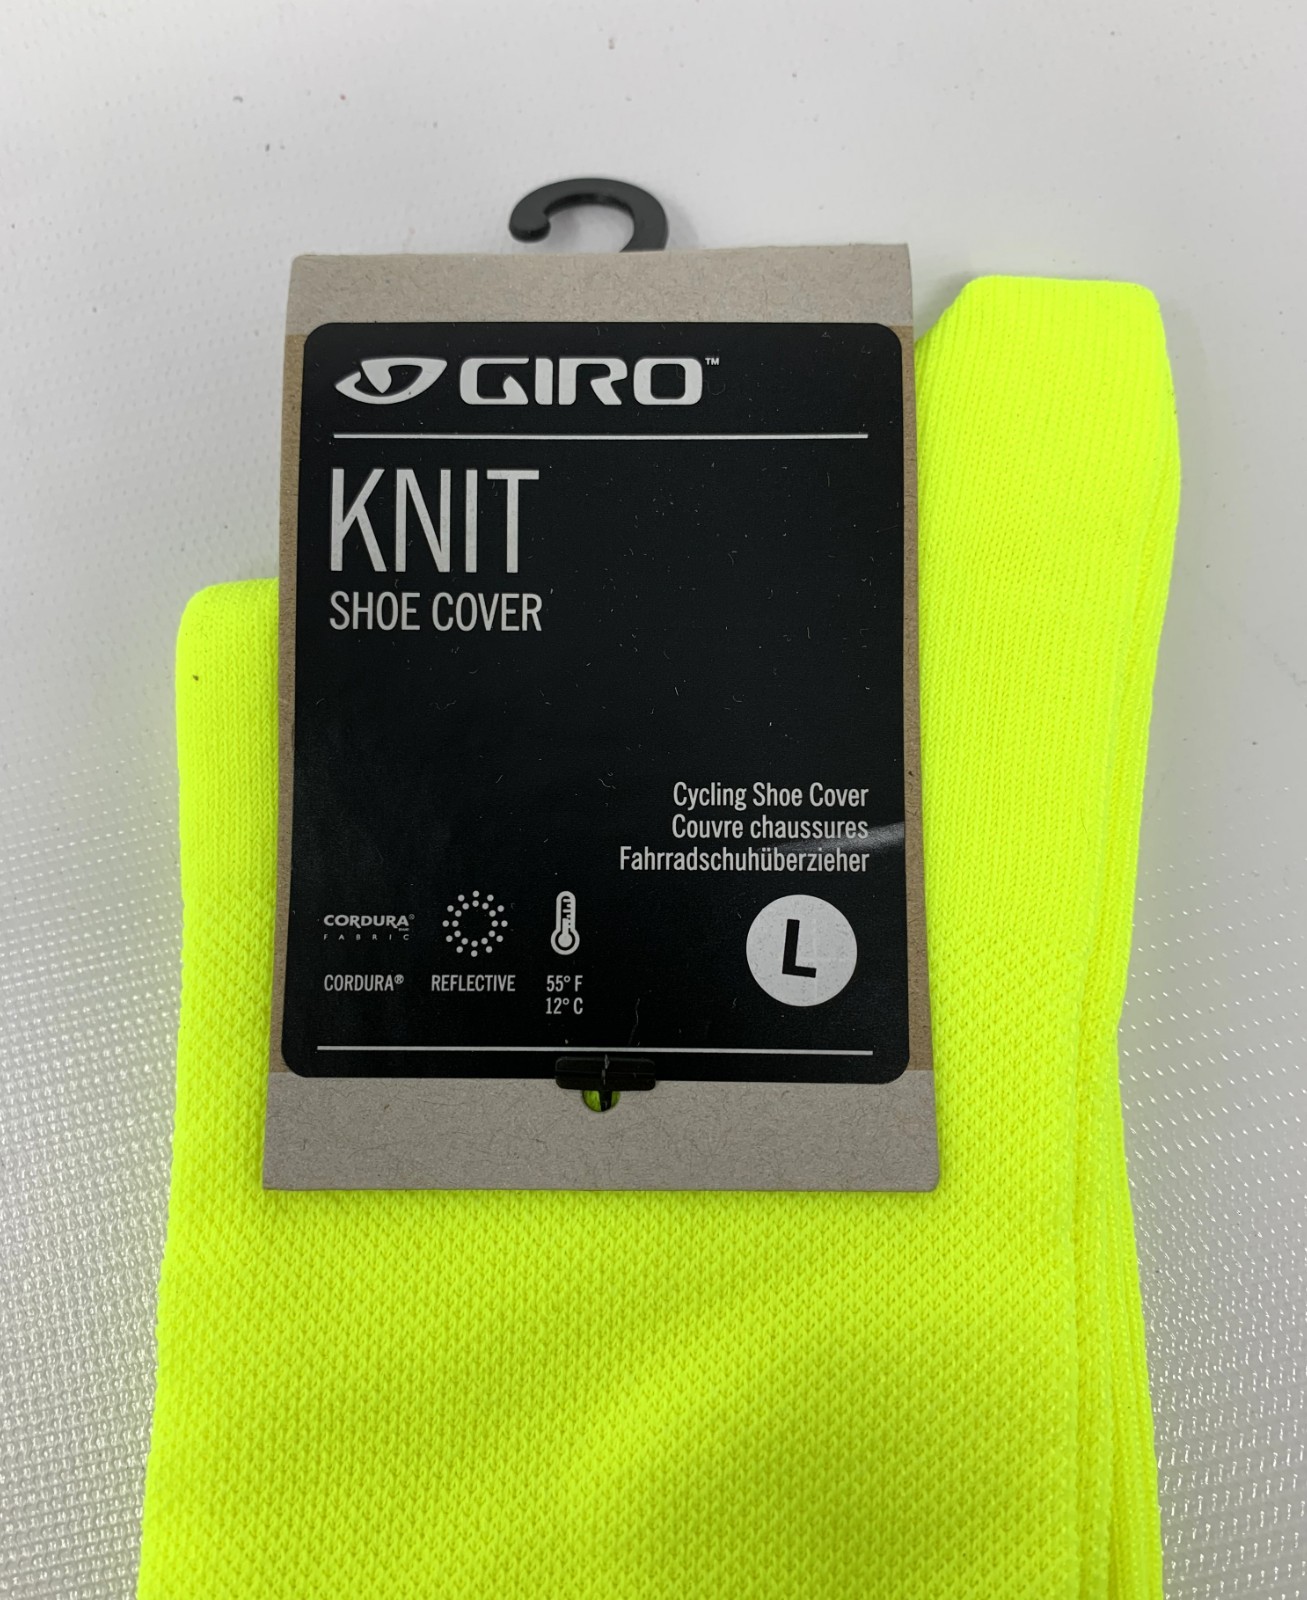 GIRO™
KNIT
SHOE COVER
Cycling Shoe Cover
Couvre chaussures
Fahrradschuhüberzieher
CORDURA®
FABRIC
CORDURA®
REFLECTIVE
55° F
12° C
L